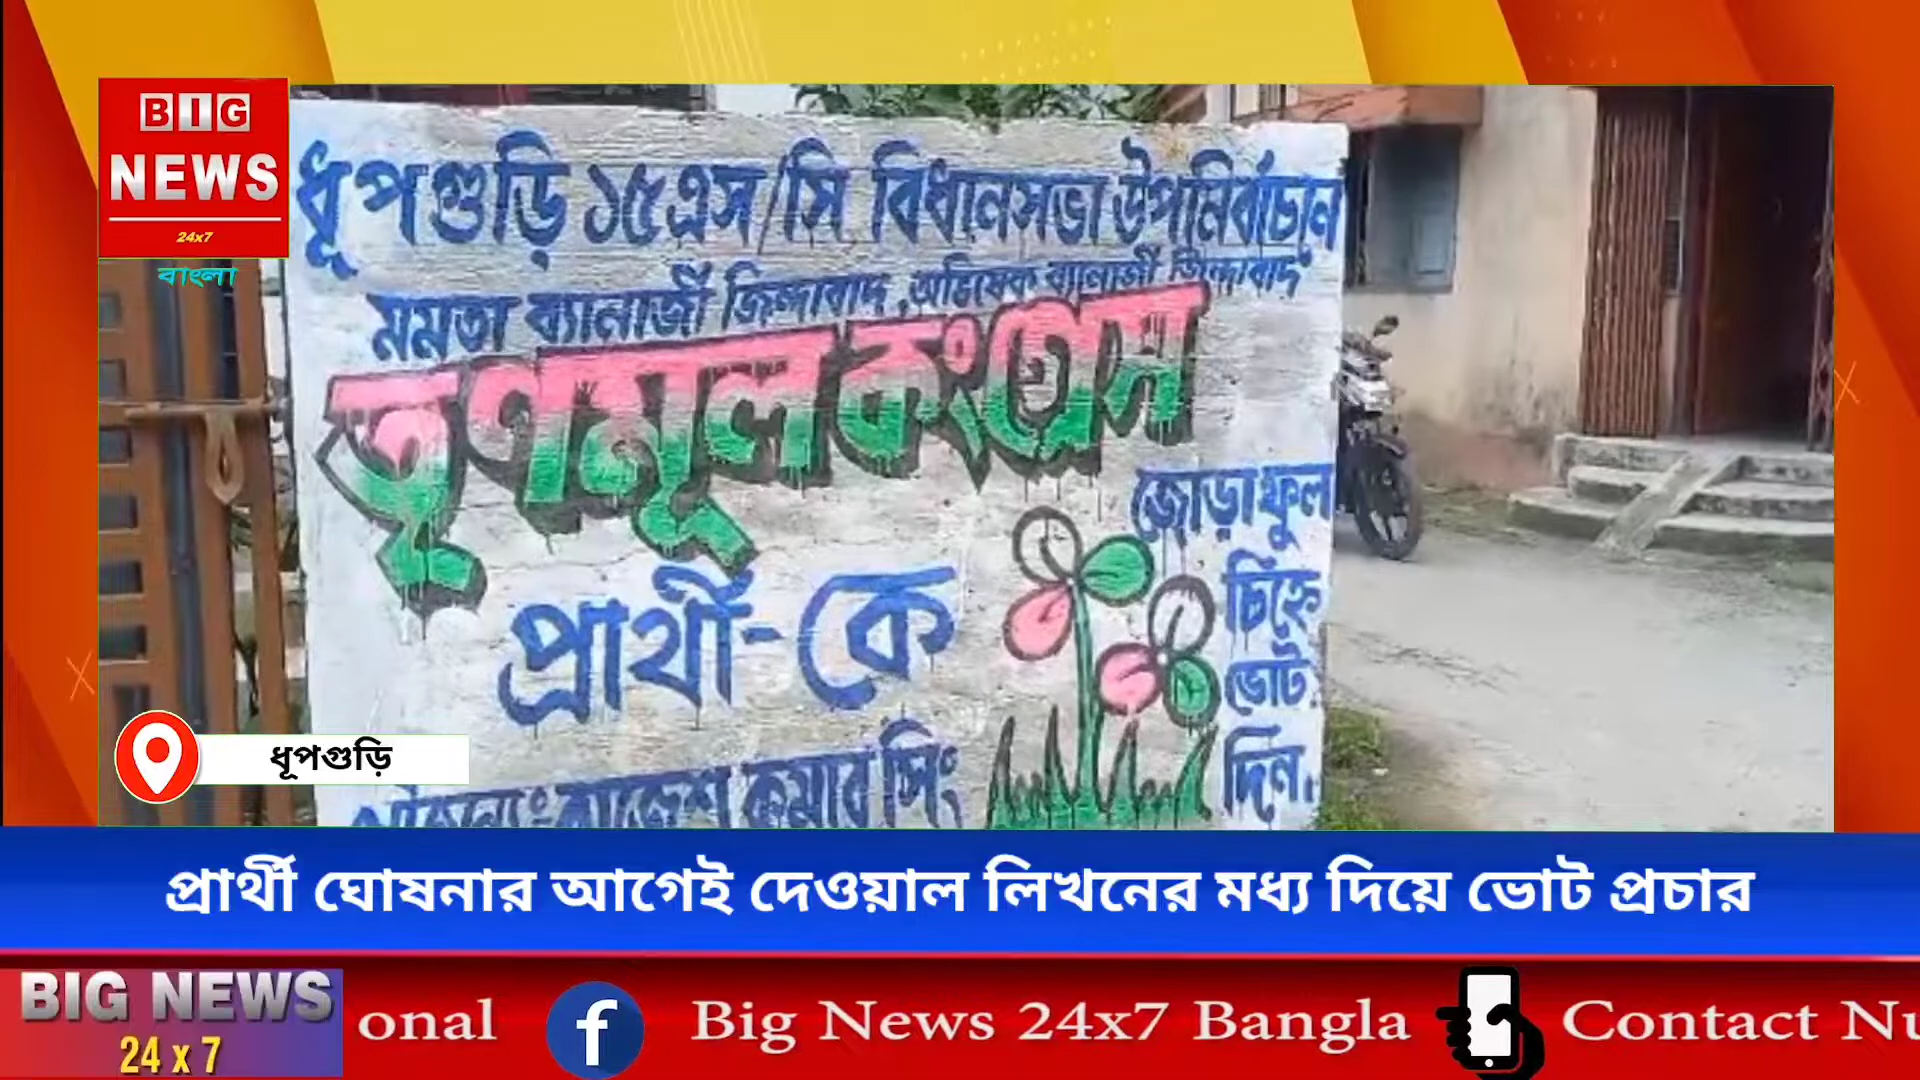 BIG
NEWS
24x7
বাংলা
ধূপগুড়ি ১৫এস/সি বিধানসভা উপনির্বাচনে
মমতা ব্যানার্জী জিন্দাবাদ, অভিষেক ব্যানার্জী জিন্দাবাদ
তৃণমূল কংগ্রেস
প্রার্থী-কে
জোড়াফুল
চিহ্নে
ভোট
দিন.
কুমার সিং
ধূপগুড়ি
প্রার্থী ঘোষনার আগেই দেওয়াল লিখনের মধ্য দিয়ে ভোট প্রচার
BIG NEWS
24 x 7
onal
f
Big News 24x7 Bangla
Contact Nu